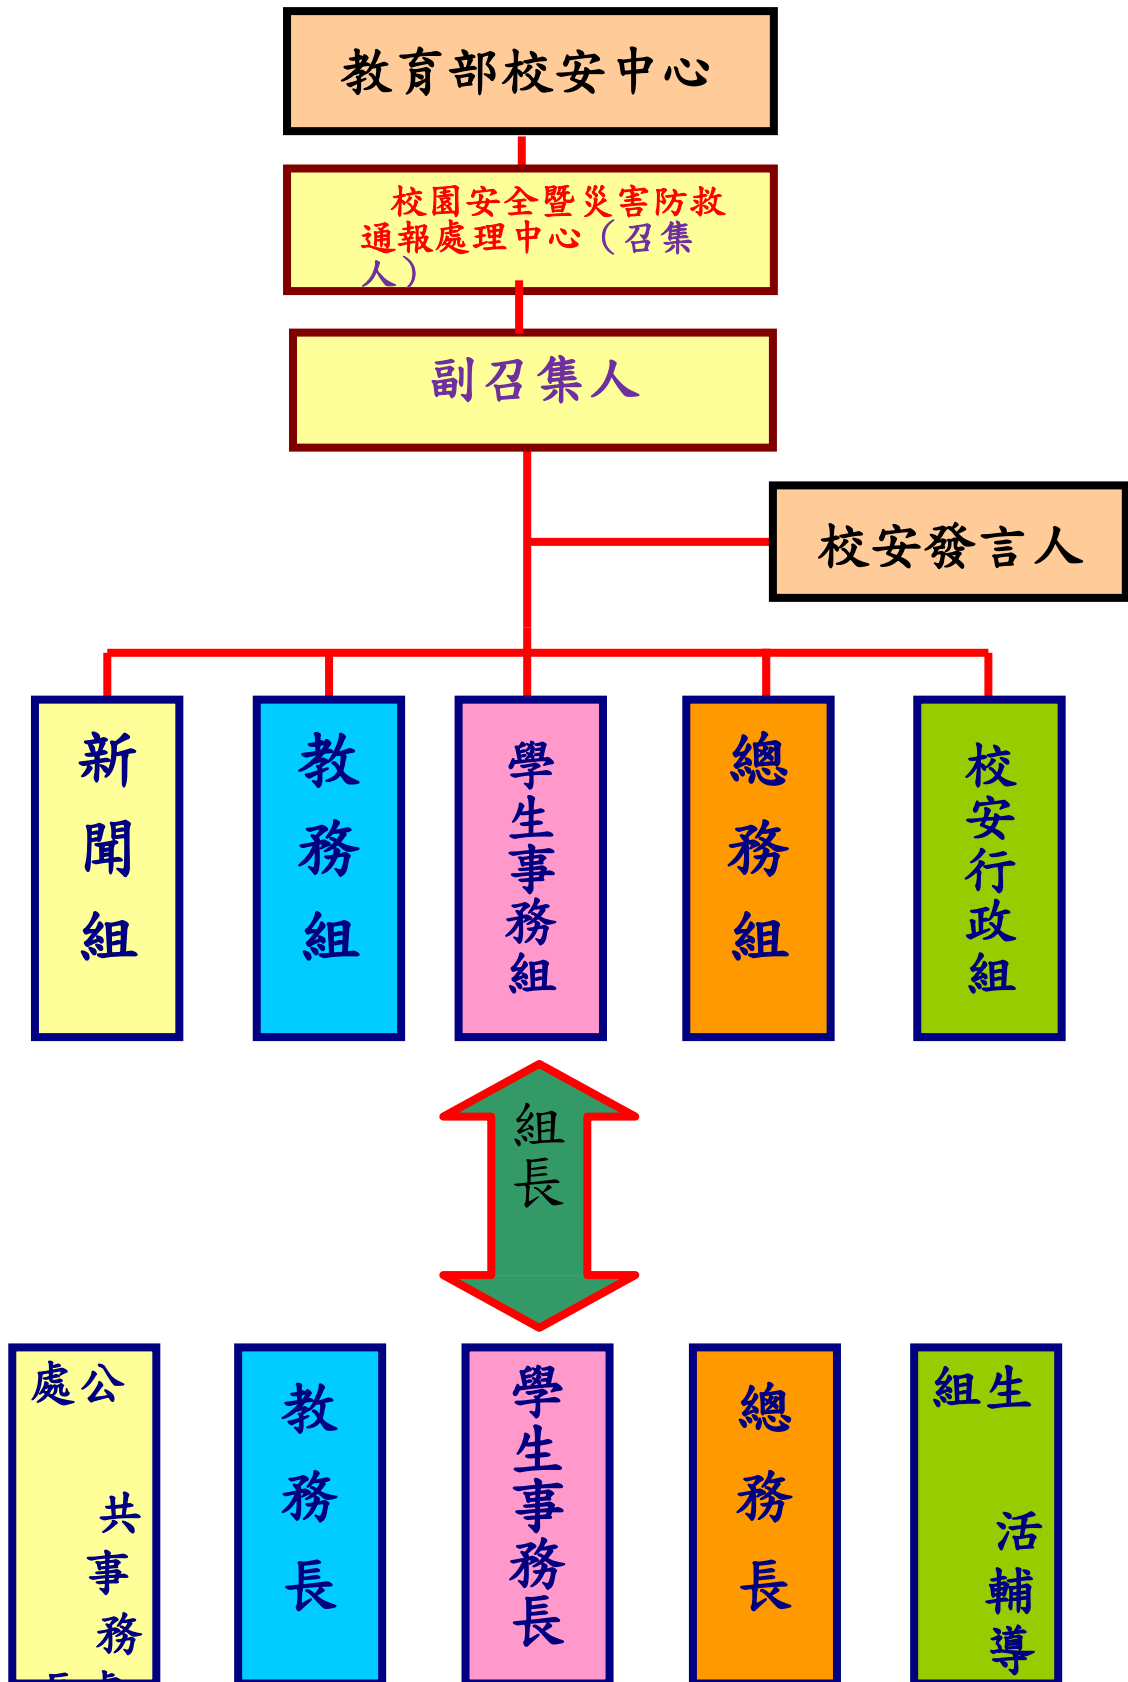 教育部校安中心
校園安全暨災害防救
通報處理中心（召集
人）
副召集人
校安發言人
新聞組
教務組
學生事務組
總務組
校安行政組
組長
處公
共事務
教務長
學生事務長
總務長
組生
活輔導